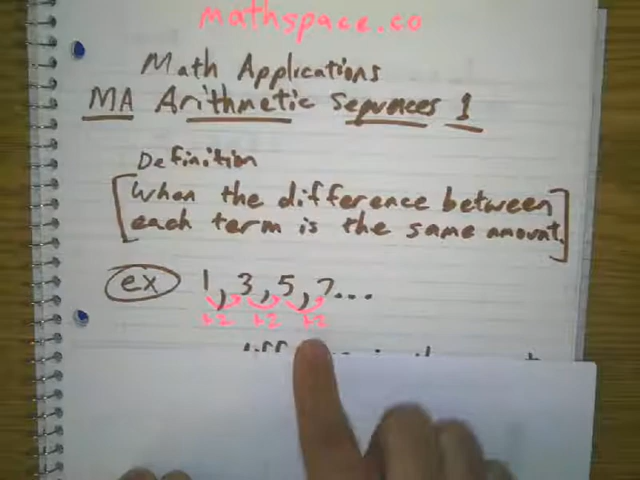 mathspace.co
Math Applications
MA Arithmetic Sequences 1
Definition
[When the difference between
each term is the same amount.]
ex 1, 3, 5, 7...
+2 +2 +2